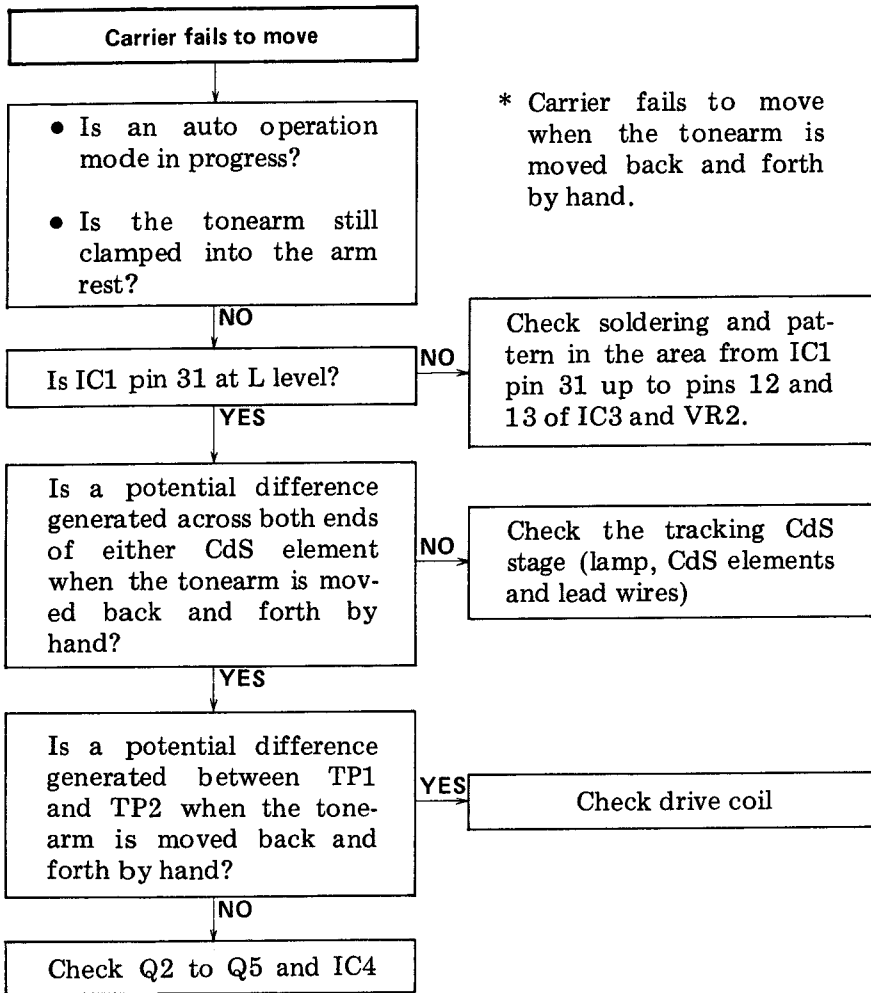 Carrier fails to move
• Is an auto operation
mode in progress?
• Is the tonearm still
clamped into the arm
rest?
* Carrier fails to move
when the tonearm is
moved back and forth
by hand.
NO
Is IC1 pin 31 at L level?
NO
Check soldering and pat-
tern in the area from IC1
pin 31 up to pins 12 and
13 of IC3 and VR2.
YES
Is a potential difference
generated across both ends
of either CdS element
when the tonearm is mov-
ed back and forth by
hand?
NO
Check the tracking CdS
stage (lamp, CdS elements
and lead wires)
YES
Is a potential difference
generated between TP1
and TP2 when the tone-
arm is moved back and
forth by hand?
YES
Check drive coil
NO
Check Q2 to Q5 and IC4